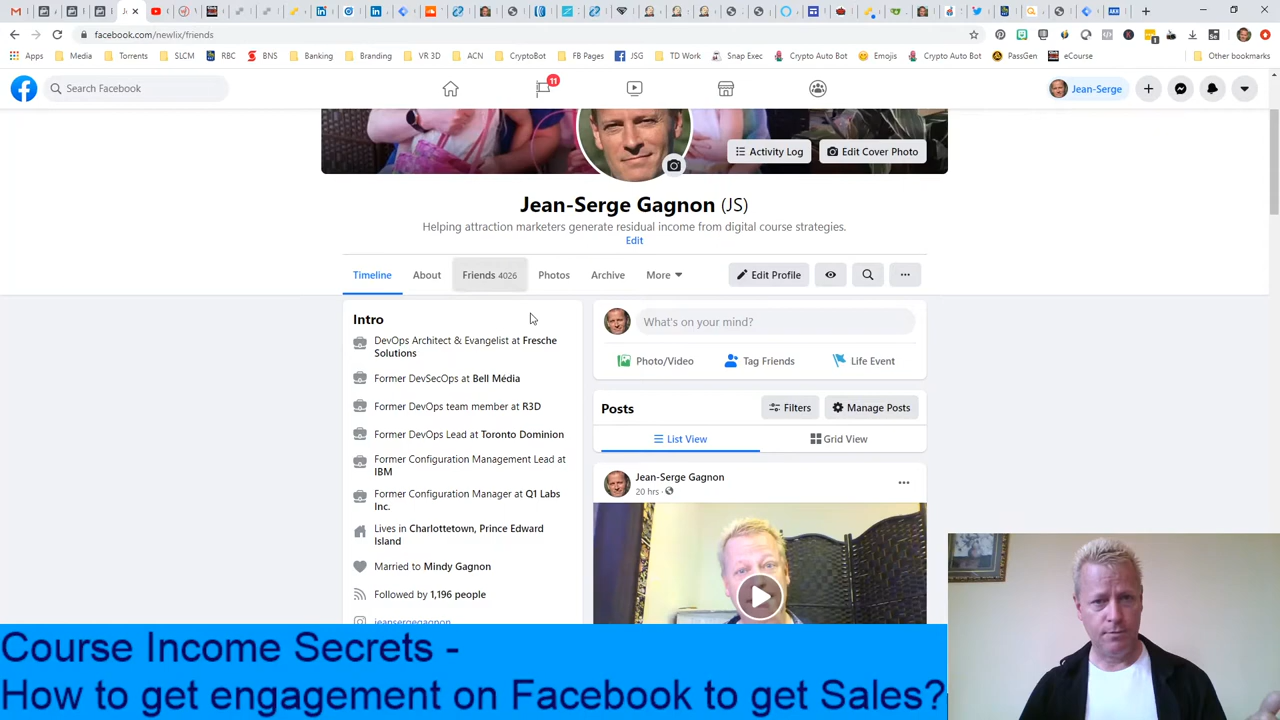 facebook.com/newlix/friends
Apps Media Torrents SLCM RBC BNS Banking Branding VR 3D ACN CryptoBot FB Pages JSG TD Work Snap Exec Crypto Auto Bot Emojis Crypto Auto Bot PassGen eCourse Other bookmarks
Search Facebook
11
Jean-Serge
Activity Log
Edit Cover Photo
Jean-Serge Gagnon (JS)
Helping attraction marketers generate residual income from digital course strategies.
Edit
Timeline About Friends 4026 Photos Archive More Edit Profile
Intro
DevOps Architect & Evangelist at Fresche
Solutions
Former DevSecOps at Bell Média
Former DevOps team member at R3D
Former DevOps Lead at Toronto Dominion
Former Configuration Management Lead at
IBM
Former Configuration Manager at Q1 Labs
Inc.
Lives in Charlottetown, Prince Edward
Island
Married to Mindy Gagnon
Followed by 1,196 people
jeansergegagnon
What's on your mind?
Photo/Video Tag Friends Life Event
Posts Filters Manage Posts
List View Grid View
Jean-Serge Gagnon
20 hrs
Course Income Secrets -
How to get engagement on Facebook to get Sales?